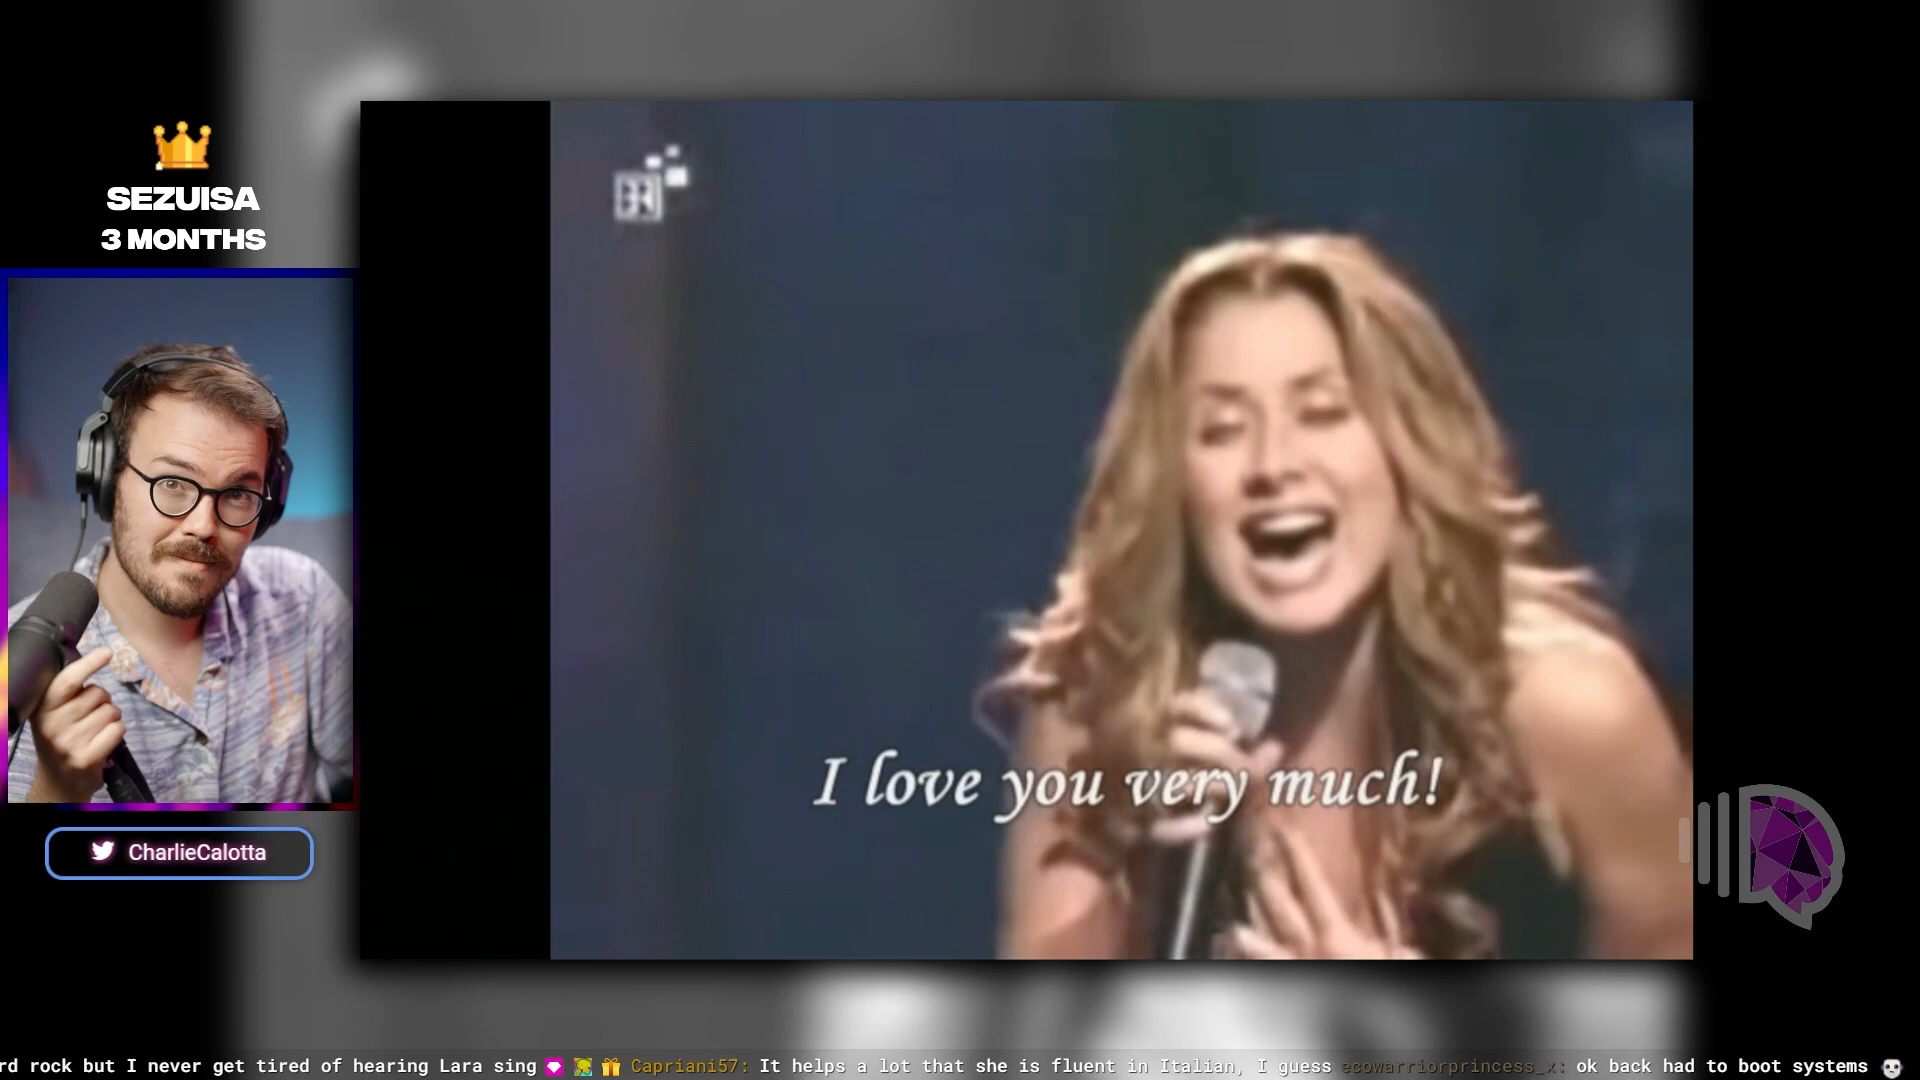 SEZUISA
3 MONTHS
I love you very much!
CharlieCalotta
rd rock but I never get tired of hearing Lara sing Capriani57: It helps a lot that she is fluent in Italian, I guess ecowarriorprincess_x: ok back had to boot systems